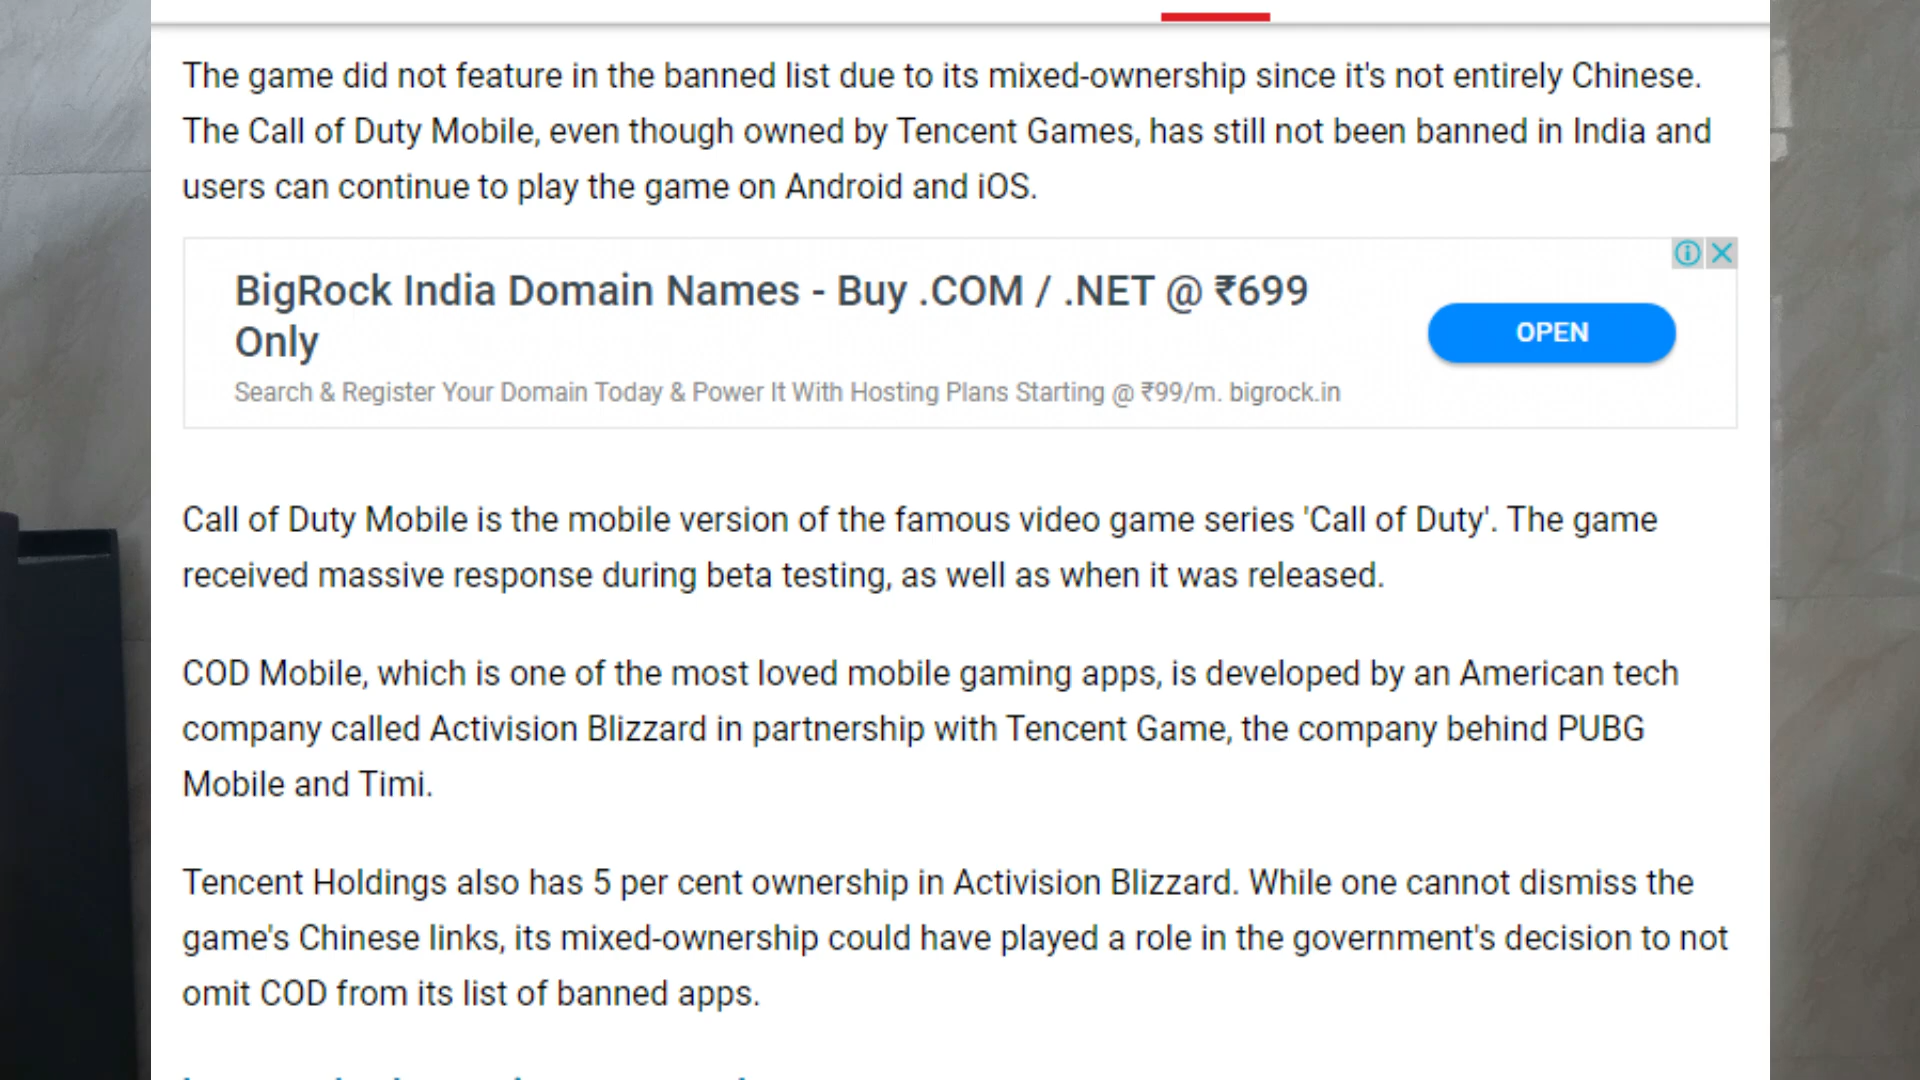 The game did not feature in the banned list due to its mixed-ownership since it's not entirely Chinese.
The Call of Duty Mobile, even though owned by Tencent Games, has still not been banned in India and
users can continue to play the game on Android and iOS.
BigRock India Domain Names - Buy .COM / .NET @ ₹699
Only
OPEN
Search & Register Your Domain Today & Power It With Hosting Plans Starting @ ₹99/m. bigrock.in
Call of Duty Mobile is the mobile version of the famous video game series 'Call of Duty'. The game
received massive response during beta testing, as well as when it was released.
COD Mobile, which is one of the most loved mobile gaming apps, is developed by an American tech
company called Activision Blizzard in partnership with Tencent Game, the company behind PUBG
Mobile and Timi.
Tencent Holdings also has 5 per cent ownership in Activision Blizzard. While one cannot dismiss the
game's Chinese links, its mixed-ownership could have played a role in the government's decision to not
omit COD from its list of banned apps.